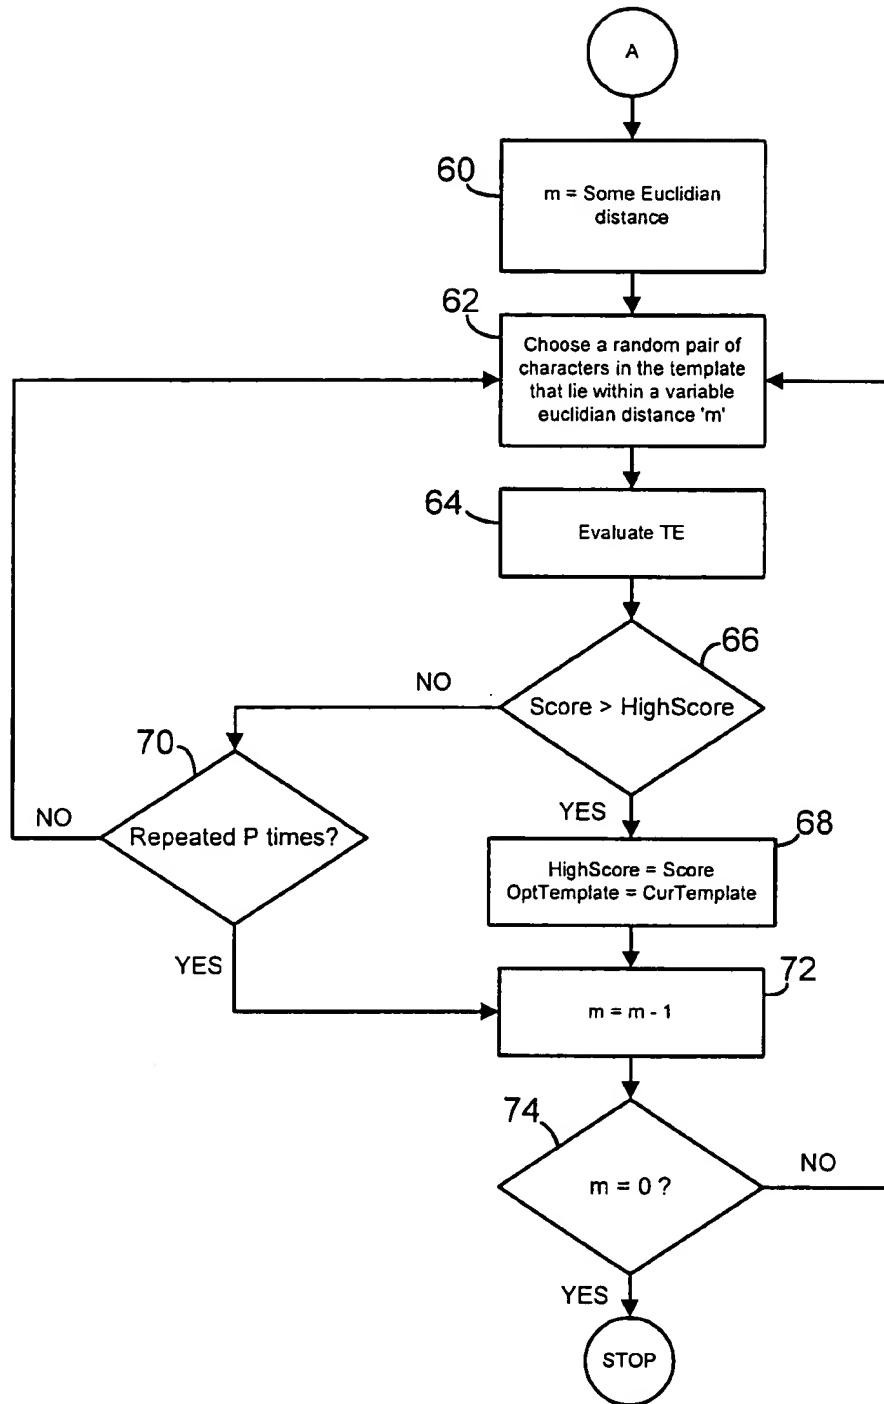 A
60
m = Some Euclidian
distance
62
Choose a random pair of
characters in the template
that lie within a variable
euclidian distance 'm'
64
Evaluate TE
66
NO
Score > HighScore
70
NO
Repeated P times?
YES
68
HighScore = Score
OptTemplate = CurTemplate
YES
72
m = m - 1
74
NO
m = 0 ?
YES
STOP